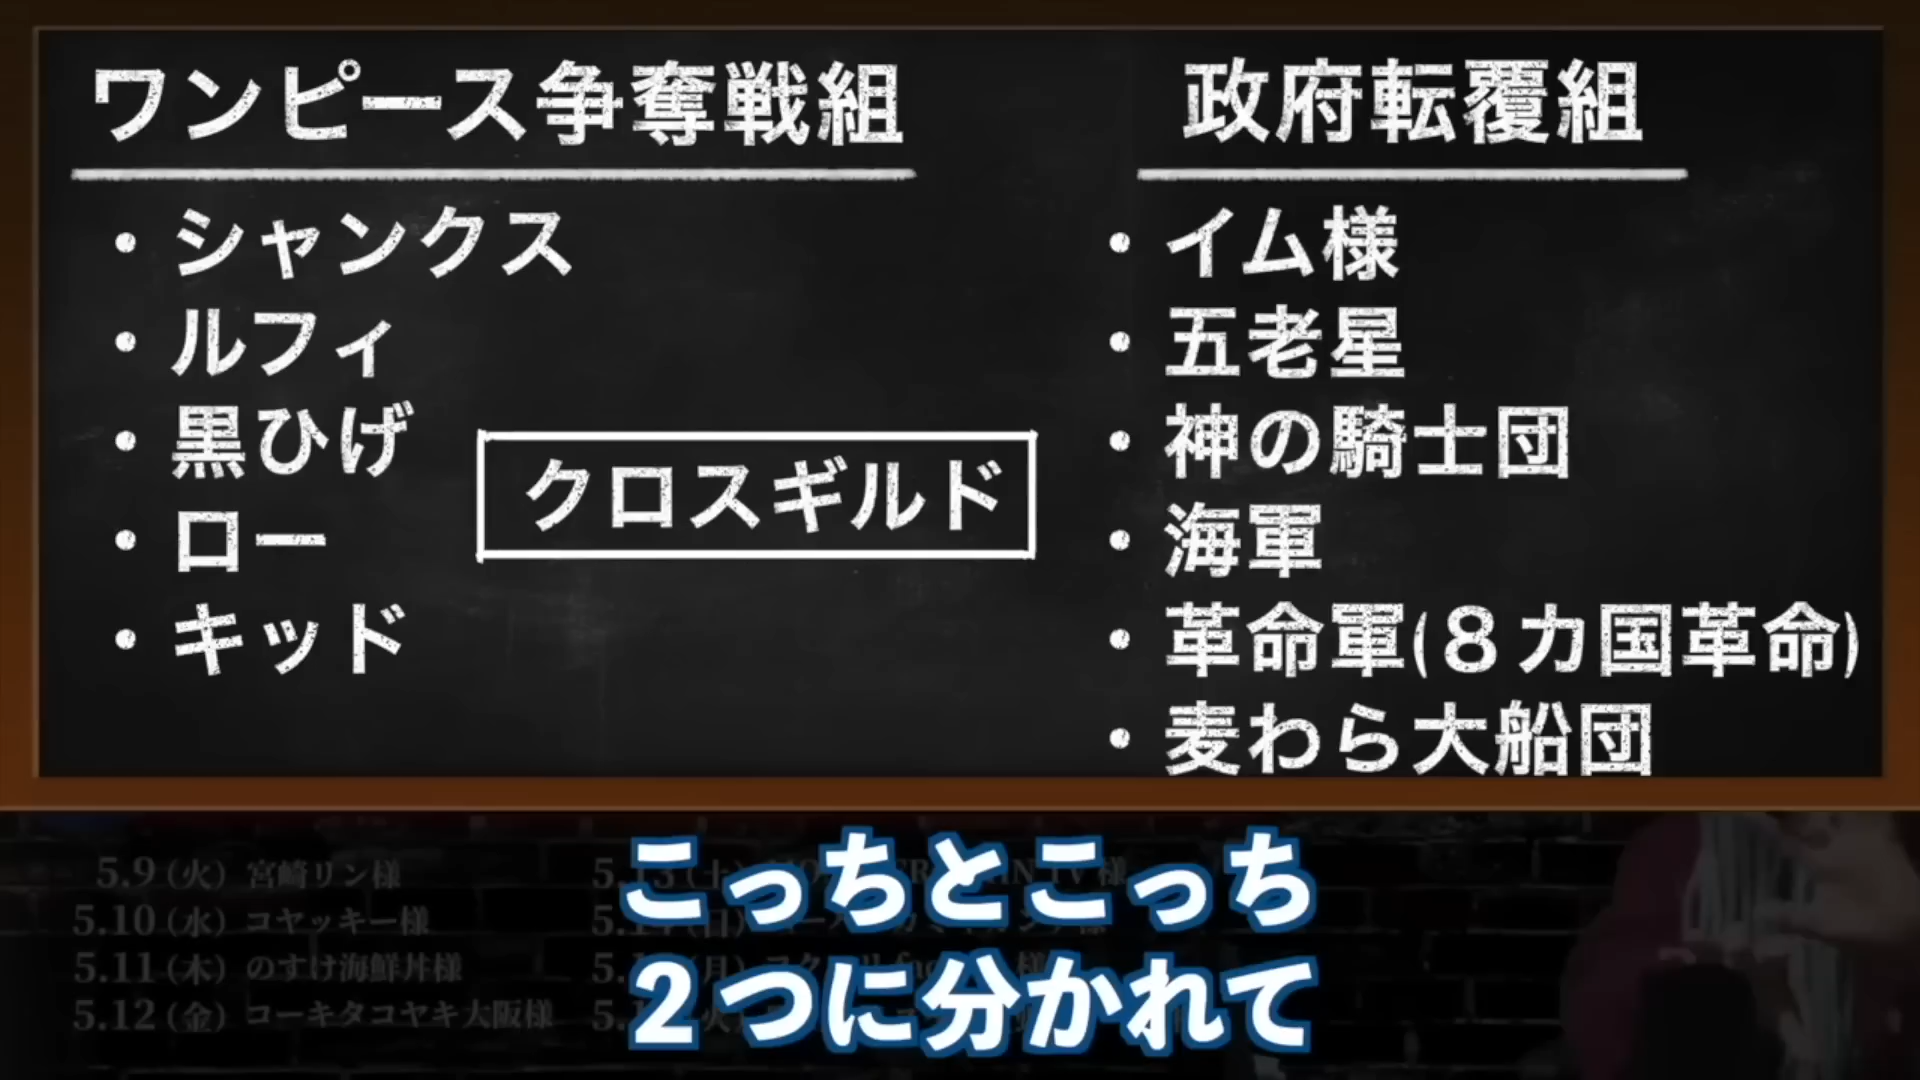 ワンピース争奪戦組
・シャンクス
・ルフィ
・黒ひげ
・ロー
・キッド
クロスギルド
政府転覆組
・イム様
・五老星
・神の騎士団
・海軍
・革命軍(８カ国革命)
・麦わら大船団
5.9(火) 宮崎リン様
5.10(水) コヤッキー様
5.11(木) のすけ海鮮丼様
5.12(金) コーキタコヤキ大阪様
こっちとこっち
2つに分かれて